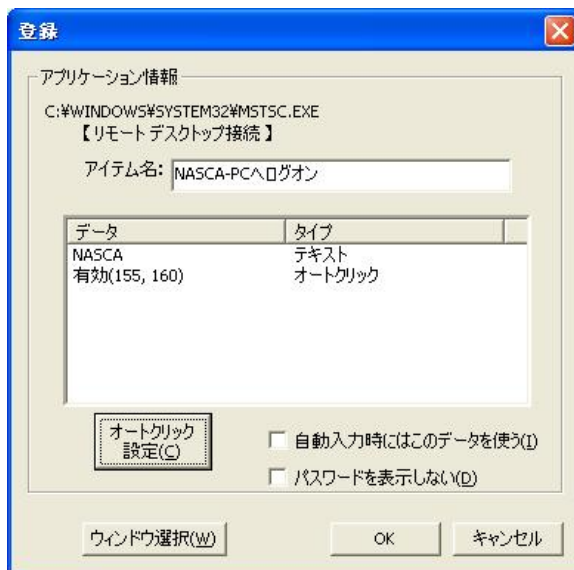 登録
アプリケーション情報
C:¥WINDOWS¥SYSTEM32¥MSTSC.EXE
【リモート デスクトップ接続】
アイテム名: NASCA-PCへログオン
データ タイプ
NASCA テキスト
有効(155, 160) オートクリック
オートクリック
設定(C)
自動入力時にはこのデータを使う(I)
パスワードを表示しない(D)
ウィンドウ選択(W) OK キャンセル